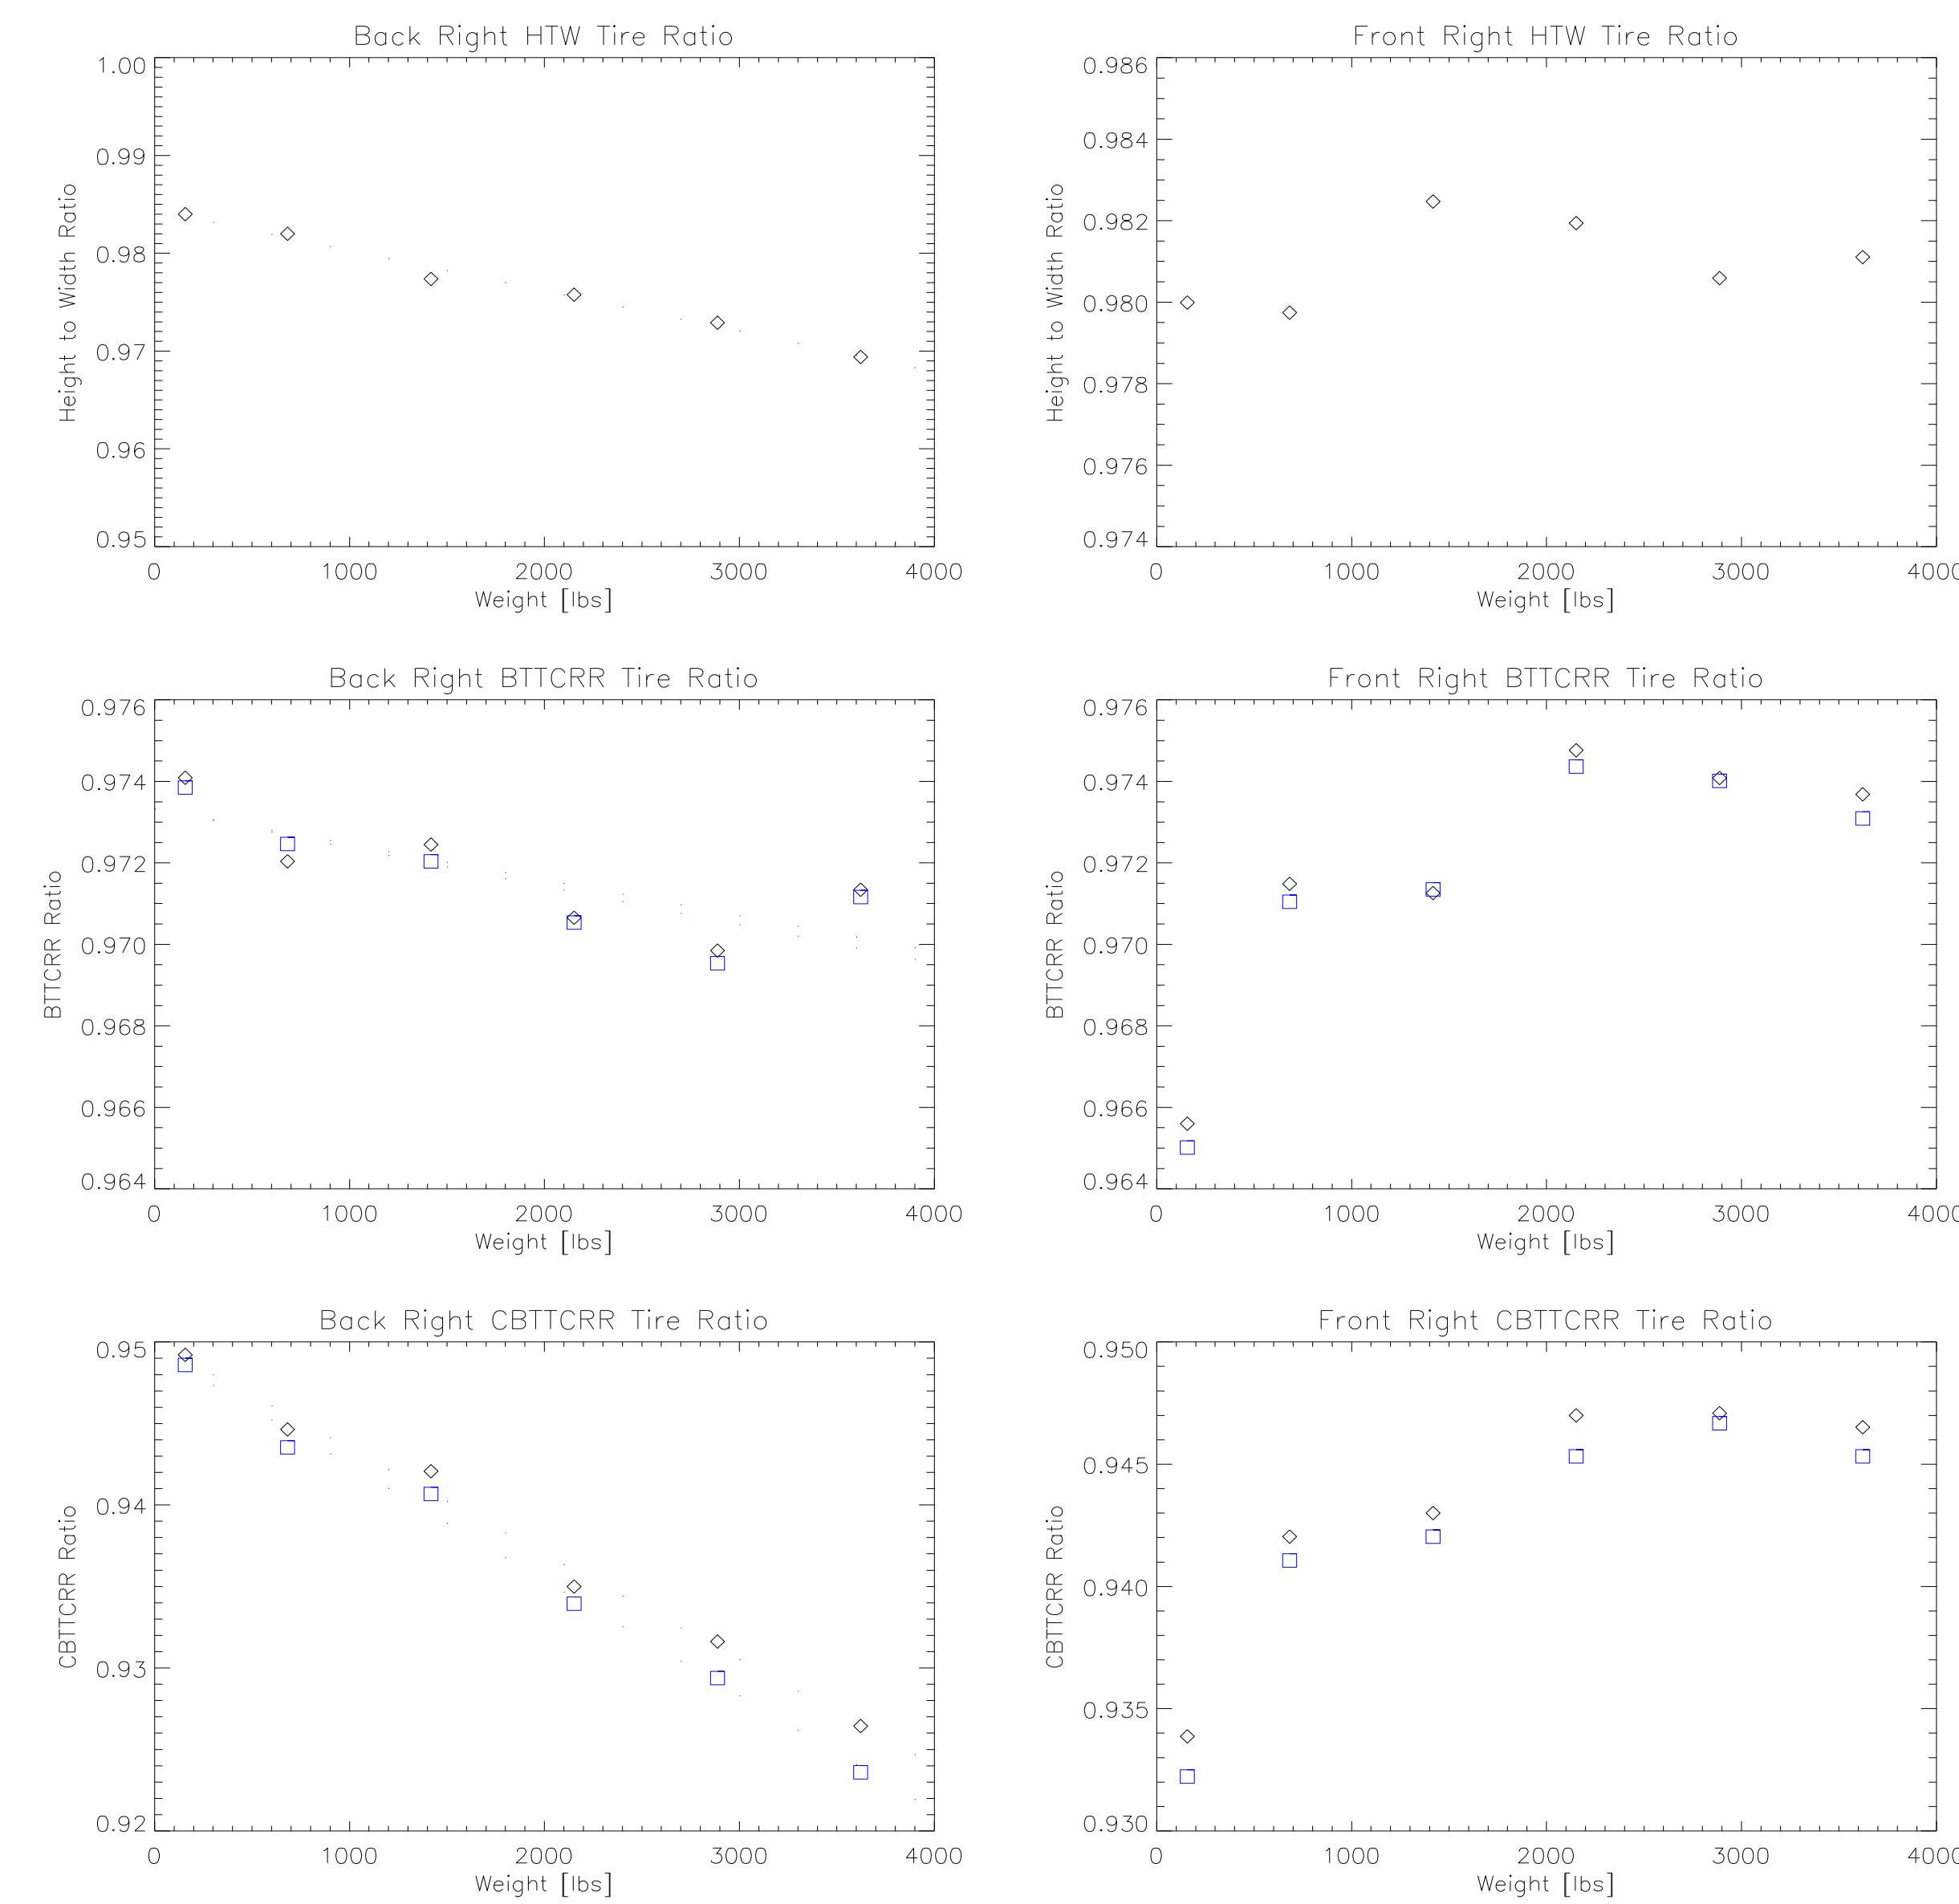 Back Right HTW Tire Ratio
1.00
0.99
0.98
0.97
0.96
0.95
Height to Width Ratio
0 1000 2000 3000 4000
Weight [lbs]
Front Right HTW Tire Ratio
0.986
0.984
0.982
0.980
0.978
0.976
0.974
Height to Width Ratio
0 1000 2000 3000 4000
Weight [lbs]
Back Right BTTCRR Tire Ratio
0.976
0.974
0.972
0.970
0.968
0.966
0.964
BTTCRR Ratio
0 1000 2000 3000 4000
Weight [lbs]
Front Right BTTCRR Tire Ratio
0.976
0.974
0.972
0.970
0.968
0.966
0.964
BTTCRR Ratio
0 1000 2000 3000 4000
Weight [lbs]
Back Right CBTTCRR Tire Ratio
0.95
0.94
0.93
0.92
CBTTCRR Ratio
0 1000 2000 3000 4000
Weight [lbs]
Front Right CBTTCRR Tire Ratio
0.950
0.945
0.940
0.935
0.930
CBTTCRR Ratio
0 1000 2000 3000 4000
Weight [lbs]